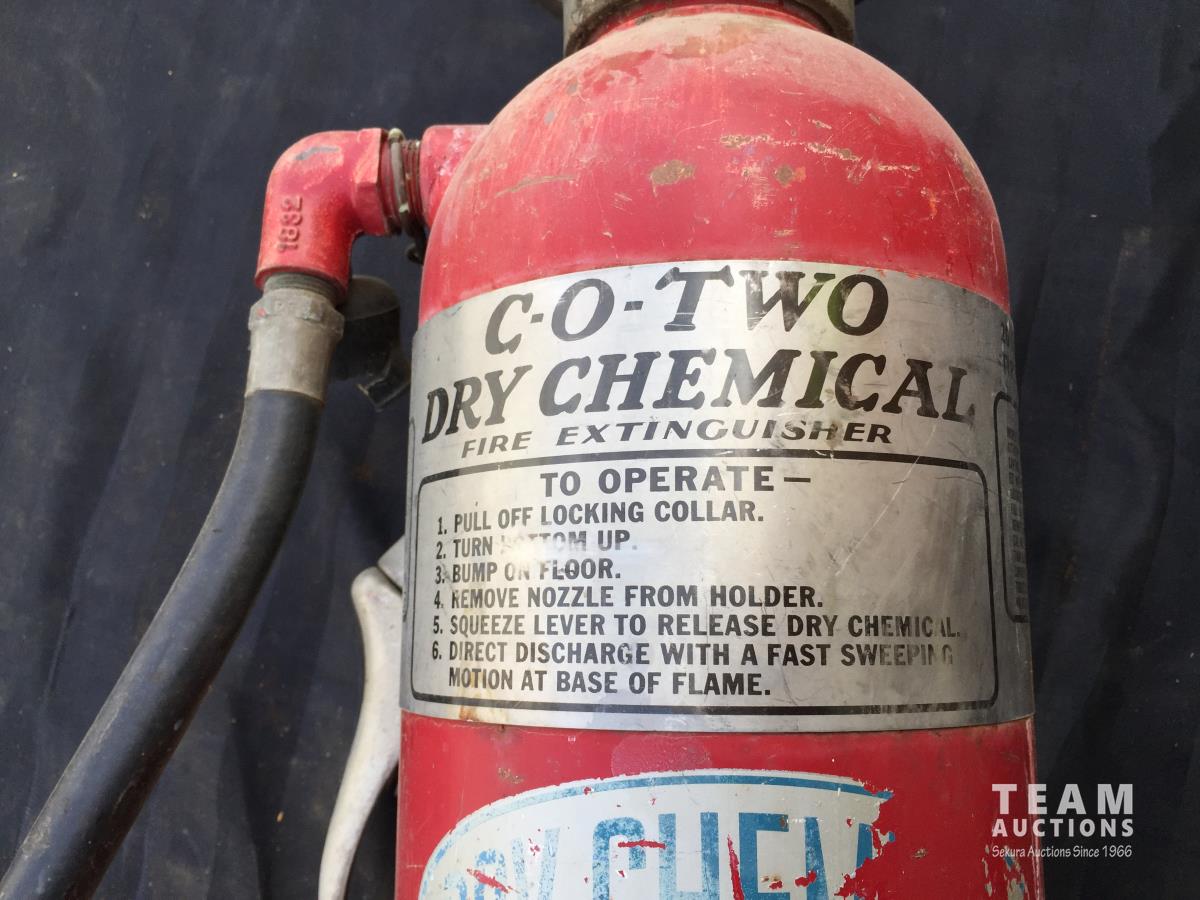 1832
C-O-TWO
DRY CHEMICAL
FIRE EXTINGUISHER
TO OPERATE—
1. PULL OFF LOCKING COLLAR.
2. TURN BOTTOM UP.
3. BUMP ON FLOOR.
4. REMOVE NOZZLE FROM HOLDER.
5. SQUEEZE LEVER TO RELEASE DRY CHEMICAL.
6. DIRECT DISCHARGE WITH A FAST SWEEPING
MOTION AT BASE OF FLAME.
TEAM
AUCTIONS
Sekura Auctions Since 1966